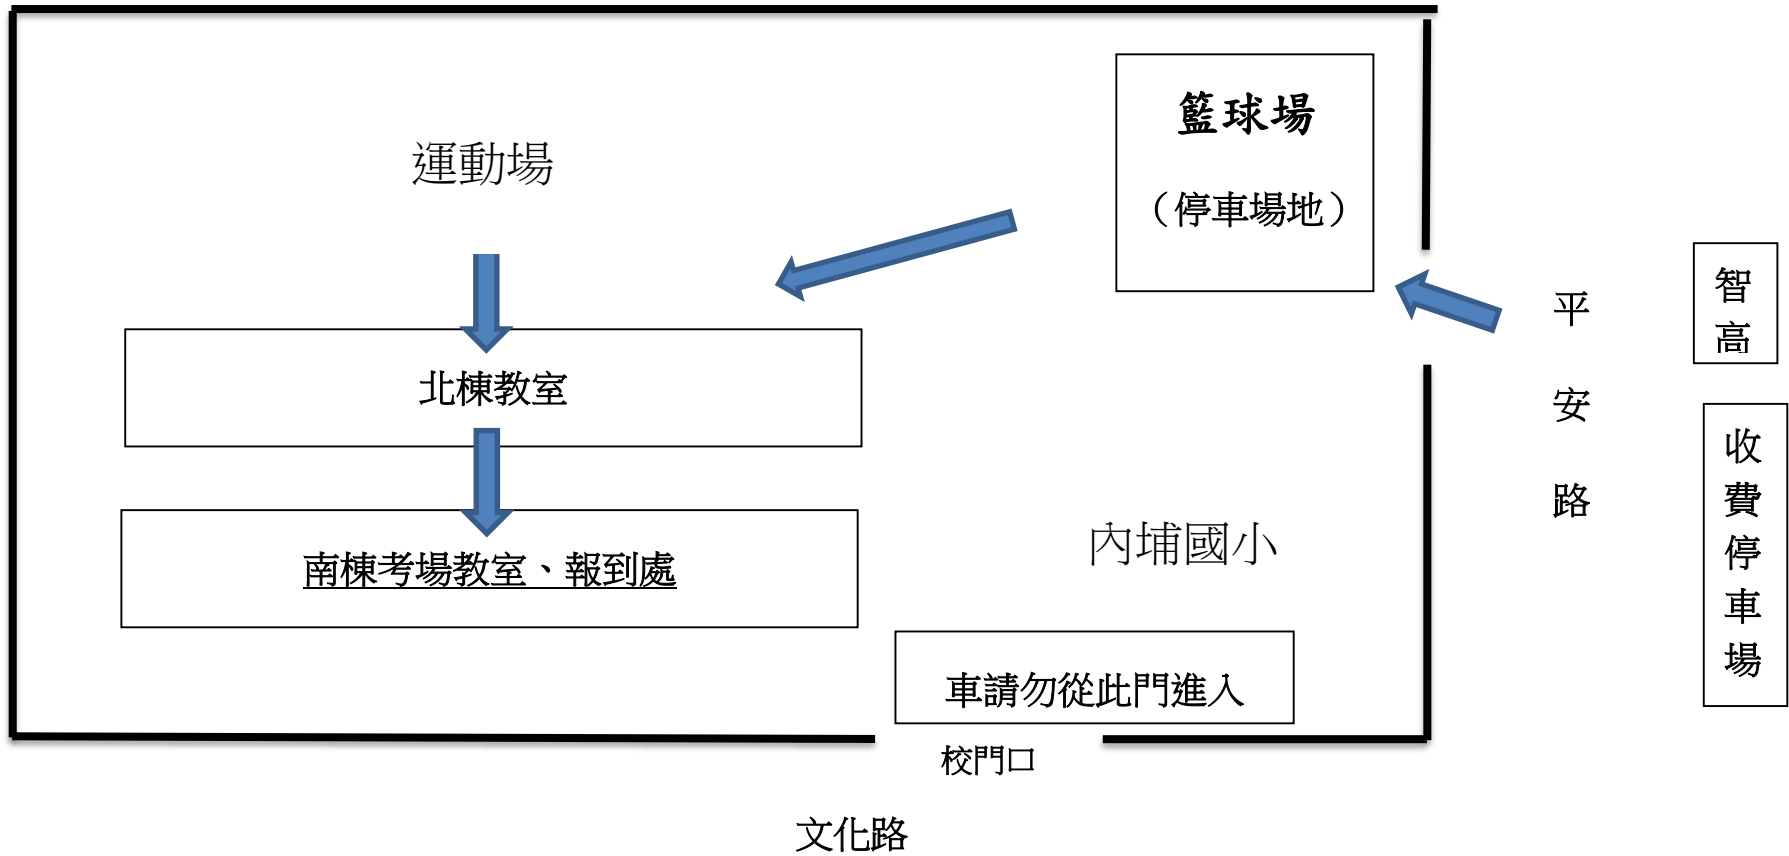 籃球場
(停車場地)
運動場
北棟教室
南棟考場教室、報到處
內埔國小
車請勿從此門進入
校門口
文化路
平安路
智高
收費停車場